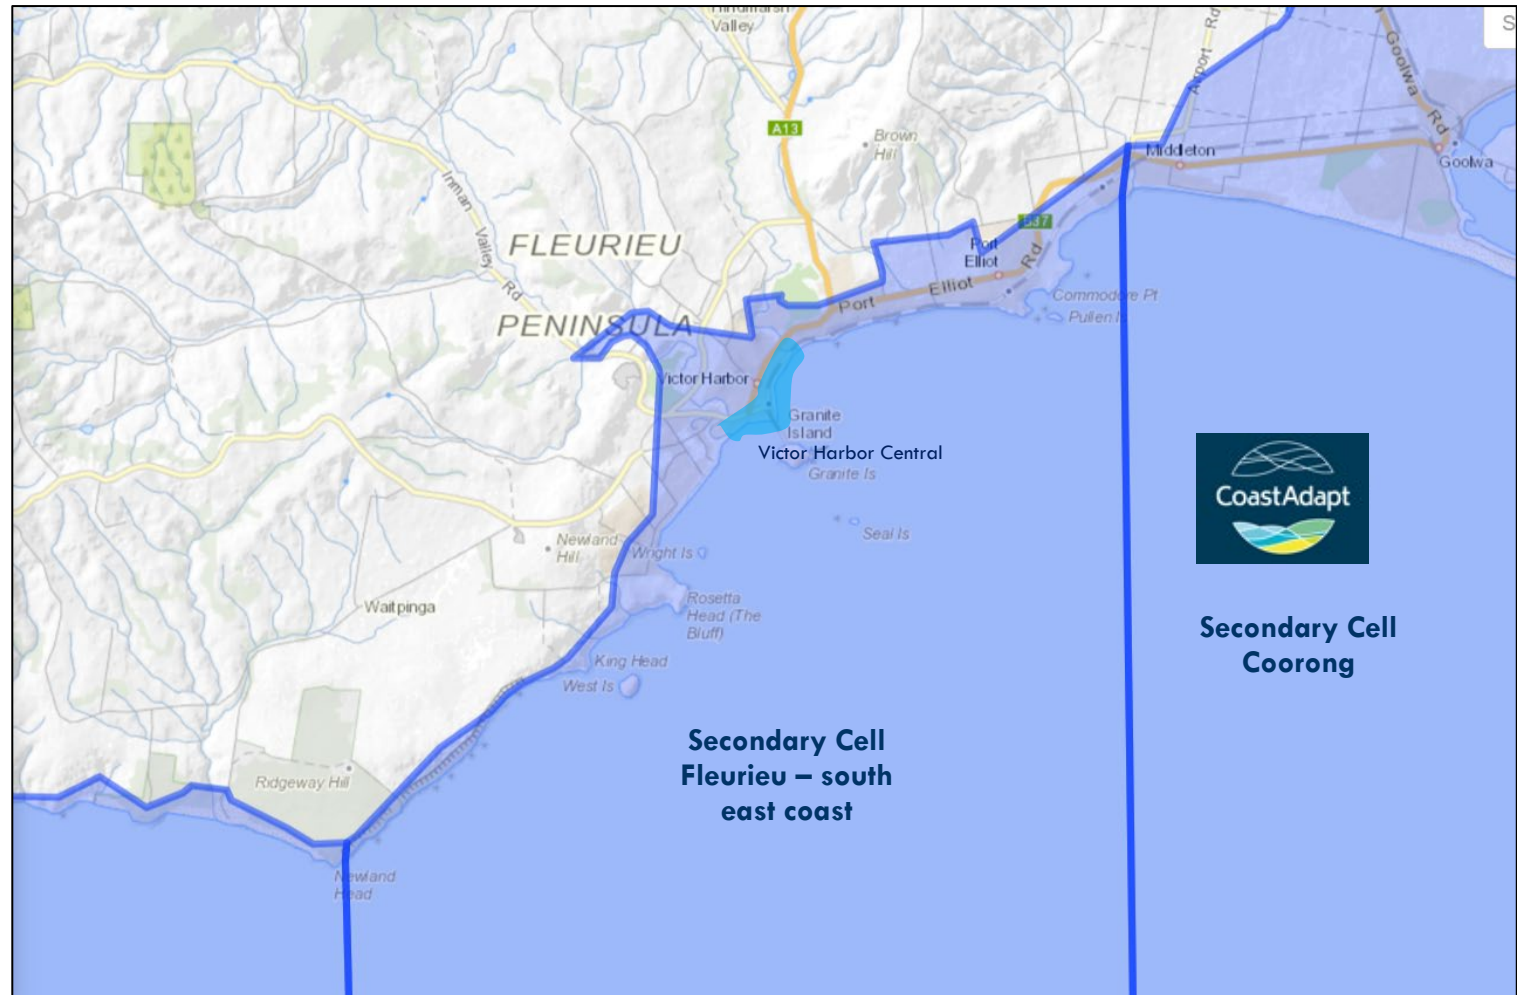 Valley
Airport Rd
Goolwa Rd
A13
Brown
Hill
Middleton
Goolwa
Inman Valley Rd
FLEURIEU
B37
Port
Elliot
Port Elliot Rd
Commodore Pt
Pullen Is
PENINSULA
Victor Harbor
Granite
Island
Victor Harbor Central
Granite Is
CoastAdapt
Seal Is
Newland
Hill
Wright Is
Waitpinga
Rosetta
Head (The
Bluff)
Secondary Cell
Coorong
King Head
West Is
Secondary Cell
Fleurieu – south
east coast
Ridgeway Hill
Newland
Head